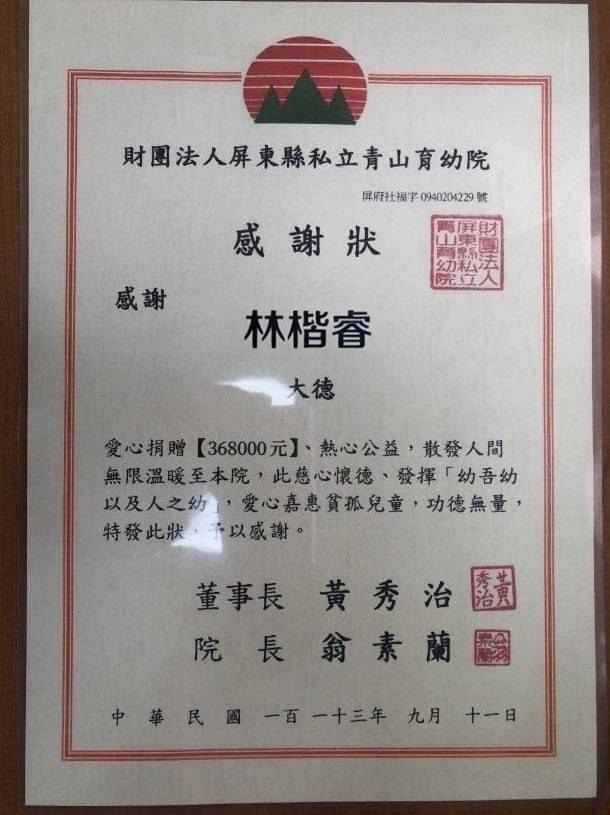 財團法人屏東縣私立青山育幼院
屏府社福字 0940204229 號
感謝狀
財團法人
屏東縣私立
青山育幼院
感謝
林楷睿
大德
愛心捐贈【368000元】、熱心公益，散發人間
無限溫暖至本院，此慈心懷德、發揮「幼吾幼
以及人之幼」，愛心嘉惠貧孤兒童，功德無量，
特發此狀，予以感謝。
董事長 黃秀治
黃秀治
院長 翁素蘭
翁素蘭
中華民國 一百一十三年 九月 十一日